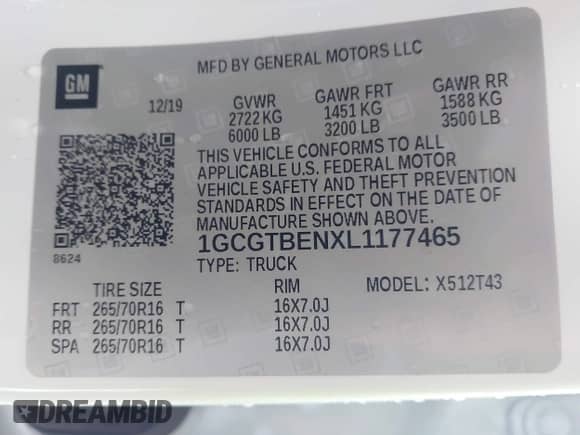 GM
MFD BY GENERAL MOTORS LLC
12/19
GVWR GAWR FRT GAWR RR
2722 KG 1451 KG 1588 KG
6000 LB 3200 LB 3500 LB
THIS VEHICLE CONFORMS TO ALL
APPLICABLE U.S. FEDERAL MOTOR
VEHICLE SAFETY AND THEFT PREVENTION
STANDARDS IN EFFECT ON THE DATE OF
MANUFACTURE SHOWN ABOVE.
8624
1GCGTBENXL1177465
TYPE: TRUCK
TIRE SIZE RIM MODEL: X512T43
FRT 265/70R16 T 16X7.0J
RR 265/70R16 T 16X7.0J
SPA 265/70R16 T 16X7.0J
DREAMBID